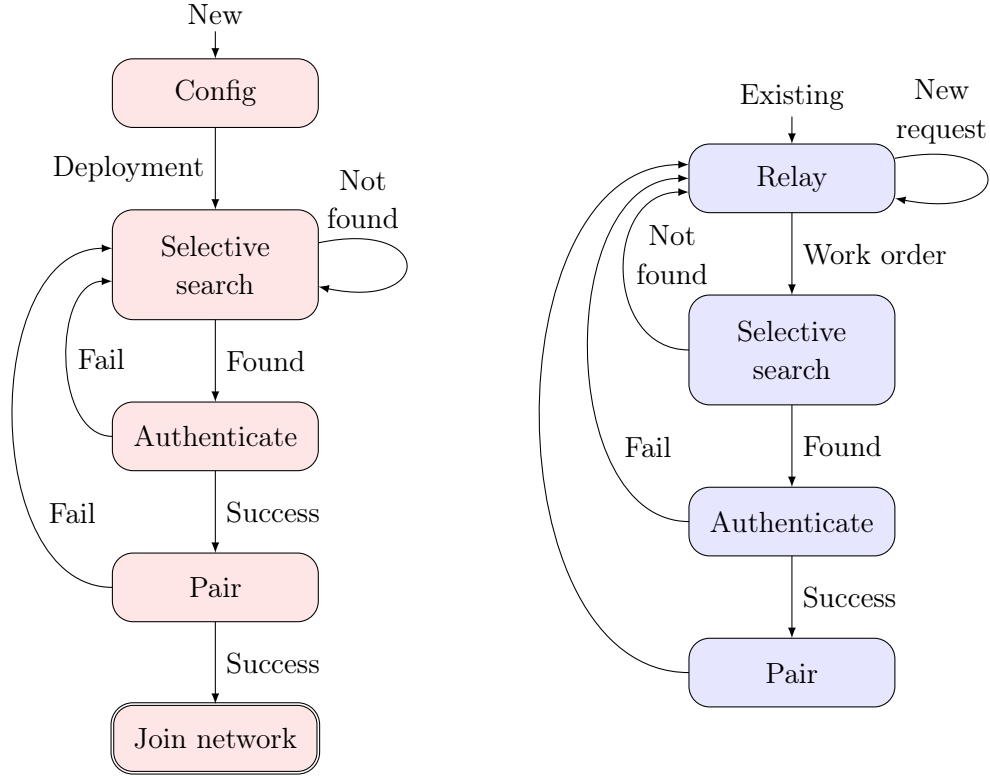 New
Config
Deployment
Not
found
Selective
search
Fail
Found
Authenticate
Fail
Success
Pair
Success
Join network
Existing
New
request
Relay
Not
found
Work order
Selective
search
Fail
Found
Authenticate
Success
Pair